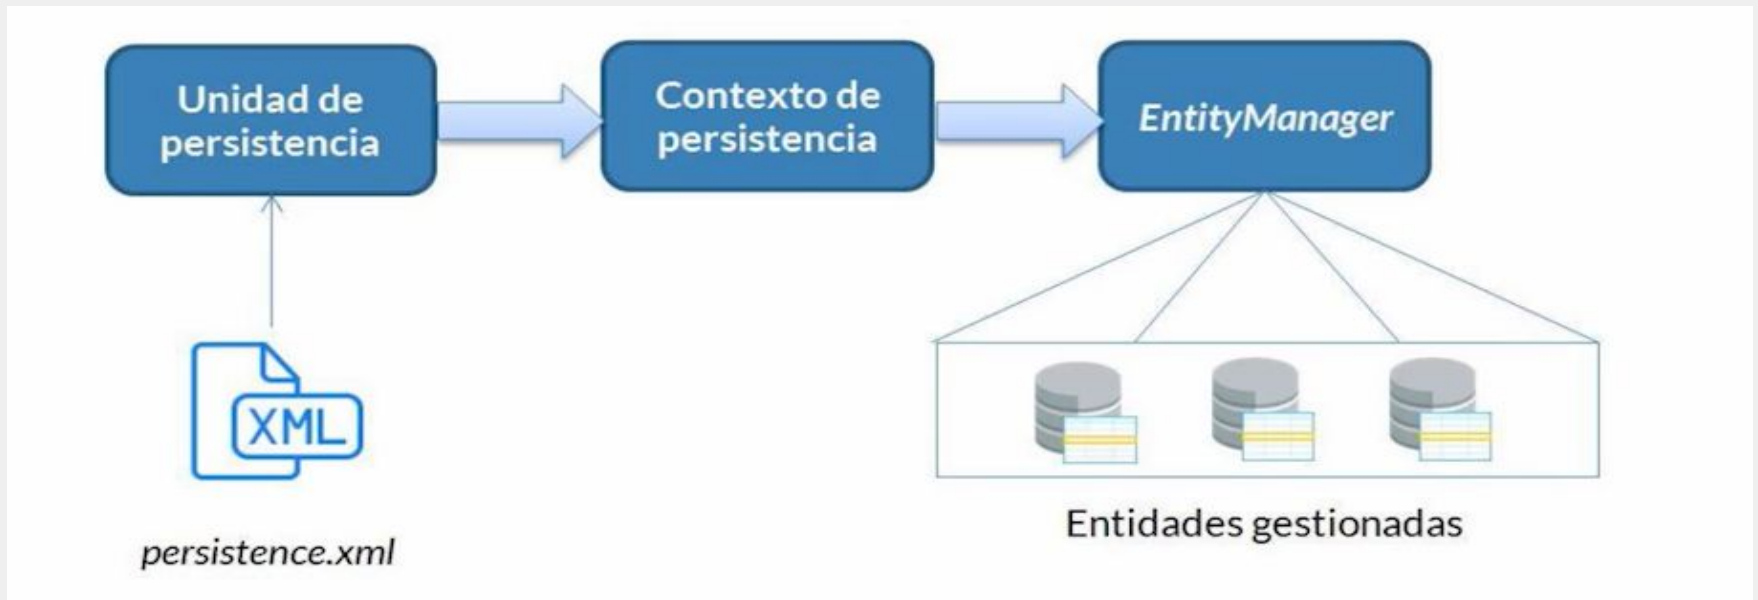 Unidad de
persistencia
Contexto de
persistencia
EntityManager
XML
persistence.xml
Entidades gestionadas